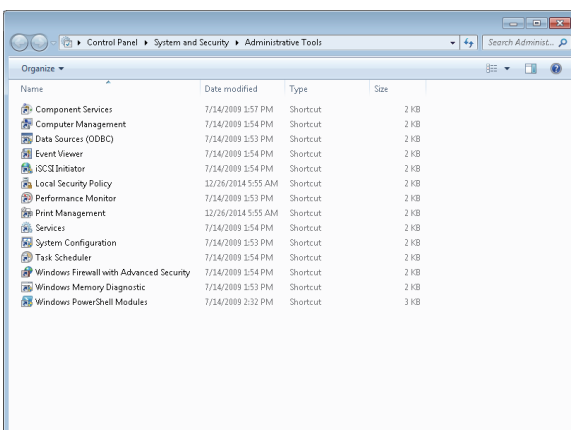 Control Panel System and Security Administrative Tools Search Administ...
Organize
Name Date modified Type Size
Component Services 7/14/2009 1:57 PM Shortcut 2 KB
Computer Management 7/14/2009 1:54 PM Shortcut 2 KB
Data Sources (ODBC) 7/14/2009 1:53 PM Shortcut 2 KB
Event Viewer 7/14/2009 1:54 PM Shortcut 2 KB
iSCSI Initiator 7/14/2009 1:54 PM Shortcut 2 KB
Local Security Policy 12/26/2014 5:55 AM Shortcut 2 KB
Performance Monitor 7/14/2009 1:53 PM Shortcut 2 KB
Print Management 12/26/2014 5:55 AM Shortcut 2 KB
Services 7/14/2009 1:54 PM Shortcut 2 KB
System Configuration 7/14/2009 1:53 PM Shortcut 2 KB
Task Scheduler 7/14/2009 1:54 PM Shortcut 2 KB
Windows Firewall with Advanced Security 7/14/2009 1:54 PM Shortcut 2 KB
Windows Memory Diagnostic 7/14/2009 1:53 PM Shortcut 2 KB
Windows PowerShell Modules 7/14/2009 2:32 PM Shortcut 3 KB